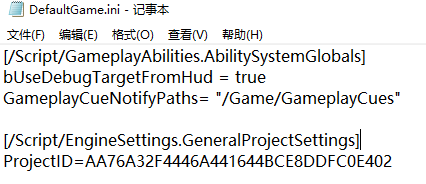 DefaultGame.ini - 记事本
文件(F) 编辑(E) 格式(O) 查看(V) 帮助(H)
[/Script/GameplayAbilities.AbilitySystemGlobals]
bUseDebugTargetFromHud = true
GameplayCueNotifyPaths= "/Game/GameplayCues"
[/Script/EngineSettings.GeneralProjectSettings]
ProjectID=AA76A32F4446A441644BCE8DDFC0E402